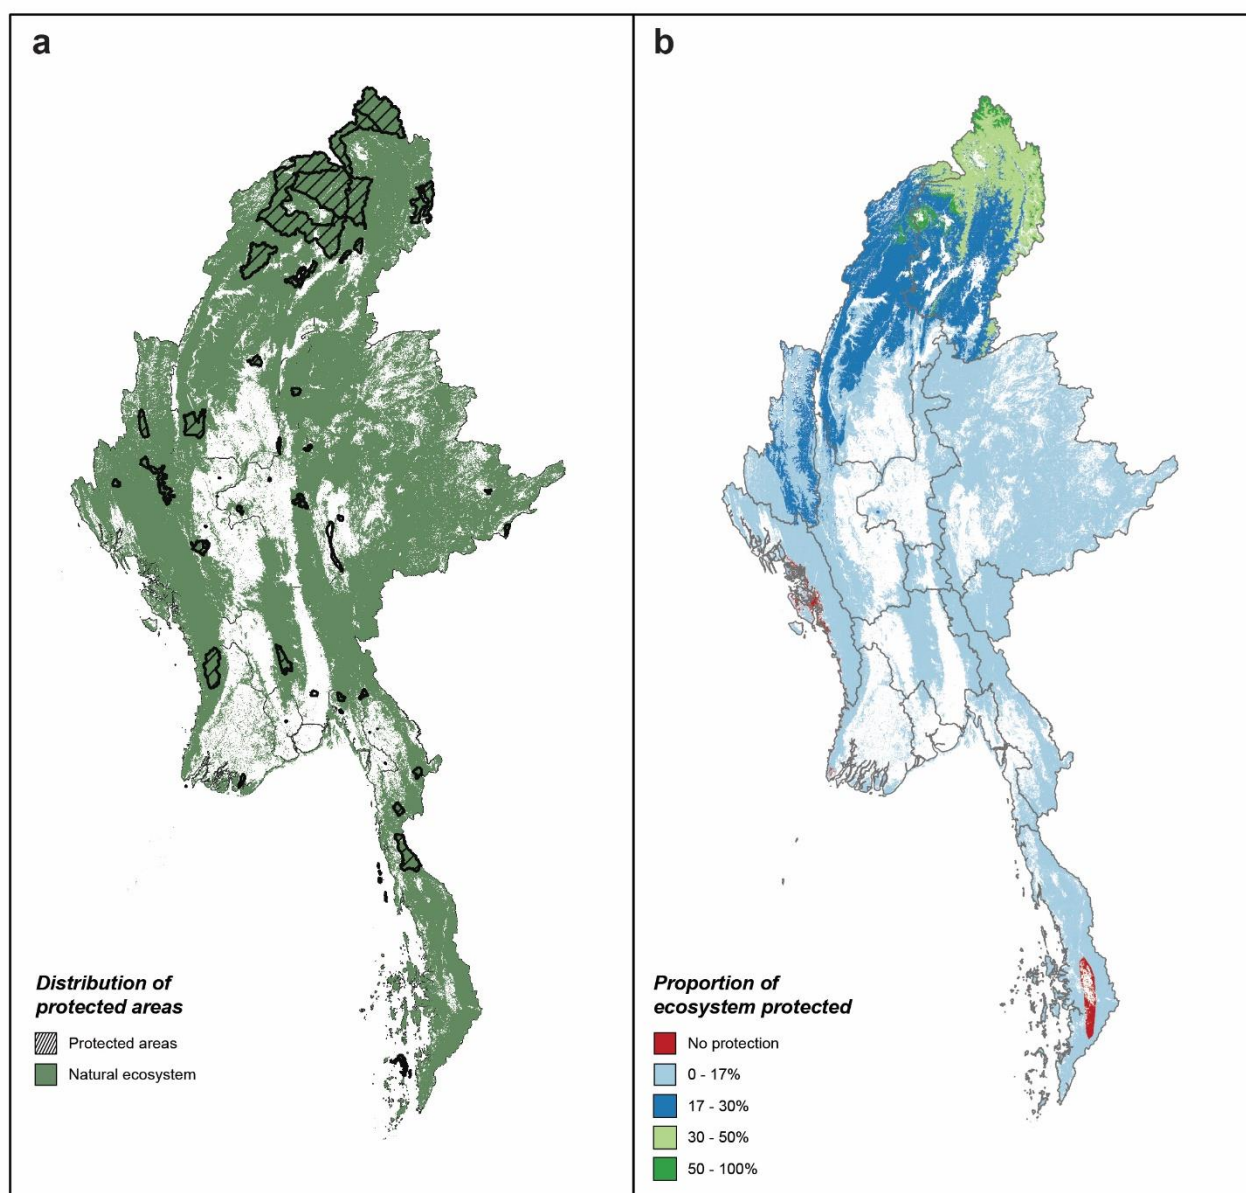 a
Distribution of
protected areas
Protected areas
Natural ecosystem
b
Proportion of
ecosystem protected
No protection
0 - 17%
17 - 30%
30 - 50%
50 - 100%